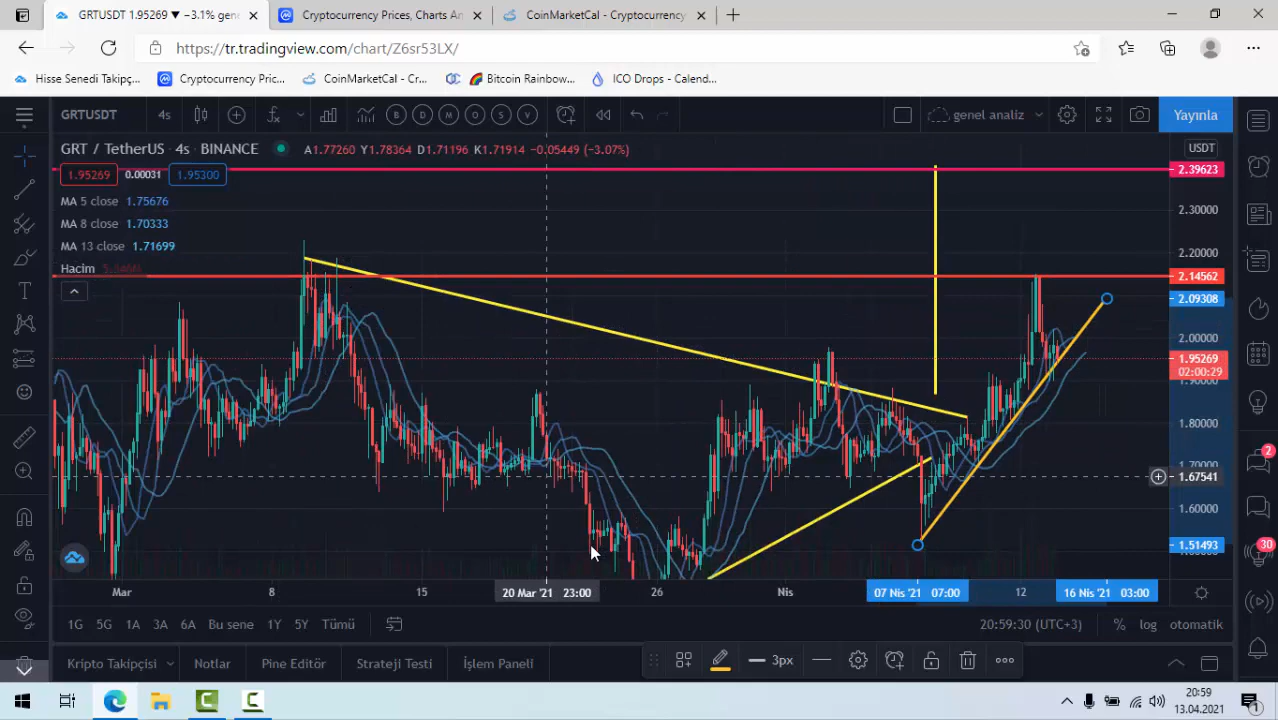 GRTUSDT 1.95269 ▼ −3.1% genel
Cryptocurrency Prices, Charts An
CoinMarketCal - Cryptocurrency
https://tr.tradingview.com/chart/Z6sr53LX/
Hisse Senedi Takipç...
Cryptocurrency Pric...
CoinMarketCal - Cr...
Bitcoin Rainbow...
ICO Drops - Calend...
GRTUSDT
4s
B D M O S V
genel analiz
Yayınla
GRT / TetherUS · 4s · BINANCE
A1.77260 Y1.78364 D1.71196 K1.71914 −0.05449 (−3.07%)
USDT
1.95269
0.00031
1.95300
2.39623
MA 5 close 1.75676
2.30000
MA 8 close 1.70333
MA 13 close 1.71699
2.20000
Hacim
2.14562
2.09308
2.00000
1.95269
02:00:29
1.90000
1.80000
1.70000
1.67541
1.60000
1.51493
Mar
8
15
20 Mar '21 23:00
26
Nis
07 Nis '21 07:00
12
16 Nis '21 03:00
1G 5G 1A 3A 6A Bu sene 1Y 5Y Tümü
20:59:30 (UTC+3)
% log otomatik
Kripto Takipçisi
Notlar
Pine Editör
Strateji Testi
İşlem Paneli
3px
2
30
20:59
13.04.2021
1